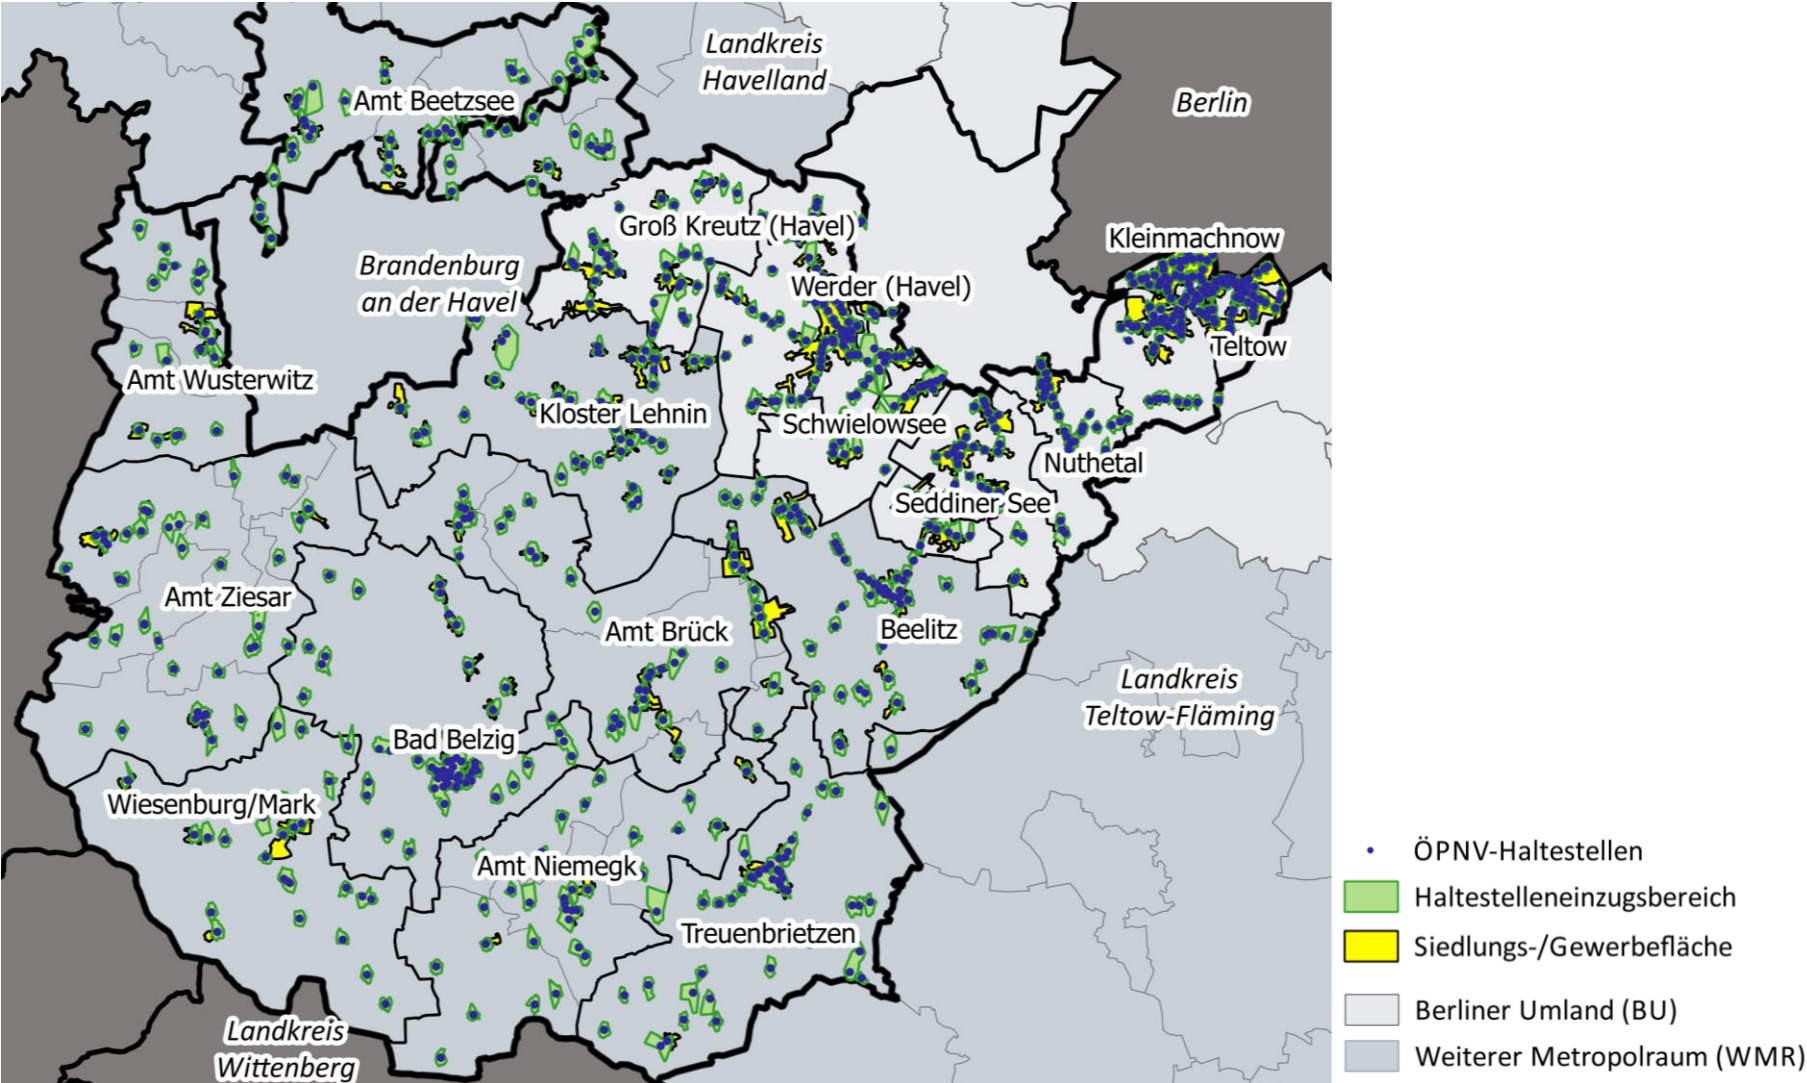 Landkreis
Havelland
Berlin
Amt Beetzsee
Groß Kreutz (Havel)
Kleinmachnow
Brandenburg
an der Havel
Werder (Havel)
Teltow
Amt Wusterwitz
Kloster Lehnin
Schwielowsee
Nuthetal
Seddiner See
Amt Ziesar
Amt Brück
Beelitz
Landkreis
Teltow-Fläming
Bad Belzig
Wiesenburg/Mark
Amt Niemegk
Treuenbrietzen
Landkreis
Wittenberg
ÖPNV-Haltestellen
Haltestelleneinzugsbereich
Siedlungs-/Gewerbefläche
Berliner Umland (BU)
Weiterer Metropolraum (WMR)